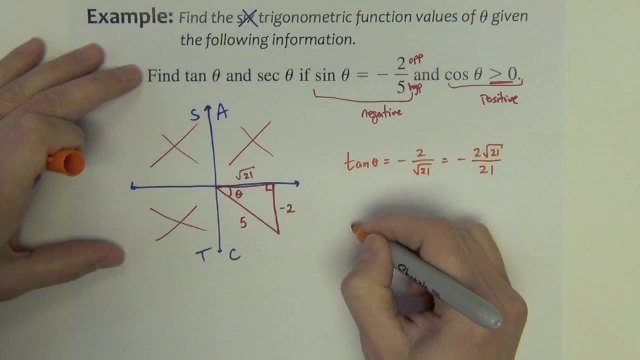 Example: Find the six trigonometric function values of θ given
the following information.
Find tan θ and sec θ if sin θ = − 2/5 and cos θ ≥ 0.
opp
hyp
negative
positive
S A
√21
θ
5
-2
T C
tanθ = - 2/√21 = - 2√21/21